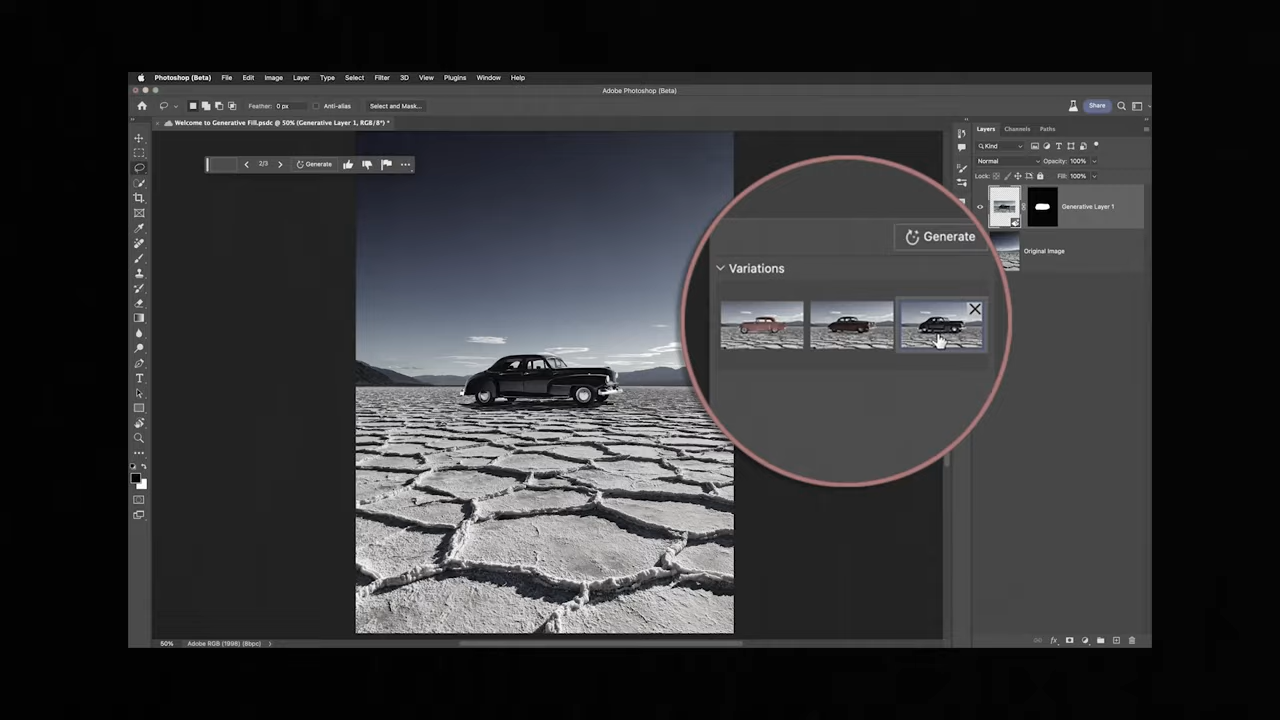 Photoshop (Beta) File Edit Image Layer Type Select Filter 3D View Plugins Window Help
Adobe Photoshop (Beta)
Feather: 0 px Anti-alias Select and Mask... Share
Welcome to Generative Fill.psdc @ 50% (Generative Layer 1, RGB/8*) *
Layers Channels Paths
Kind
Normal Opacity: 100%
Lock: Fill: 100%
2/3 Generate
Generative Layer 1
Generate
Original Image
Variations
50% Adobe RGB (1998) (8bpc)